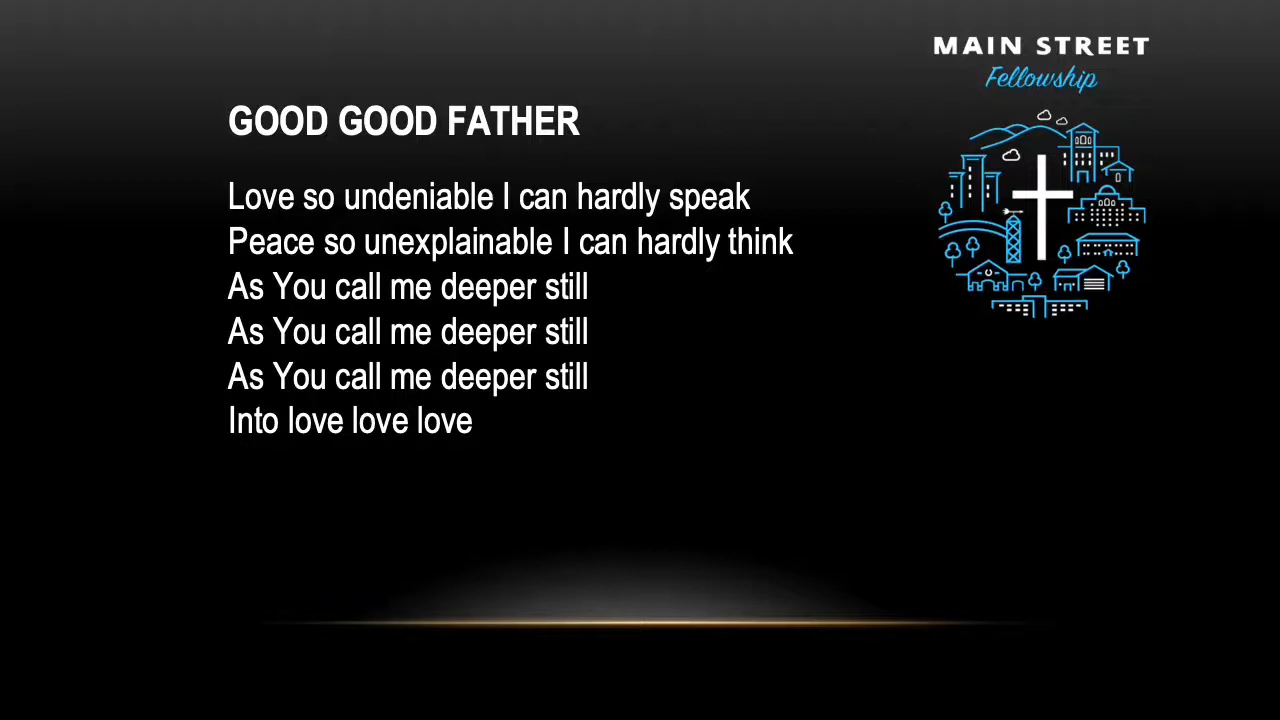 MAIN STREET
Fellowship
GOOD GOOD FATHER
Love so undeniable I can hardly speak
Peace so unexplainable I can hardly think
As You call me deeper still
As You call me deeper still
As You call me deeper still
Into love love love